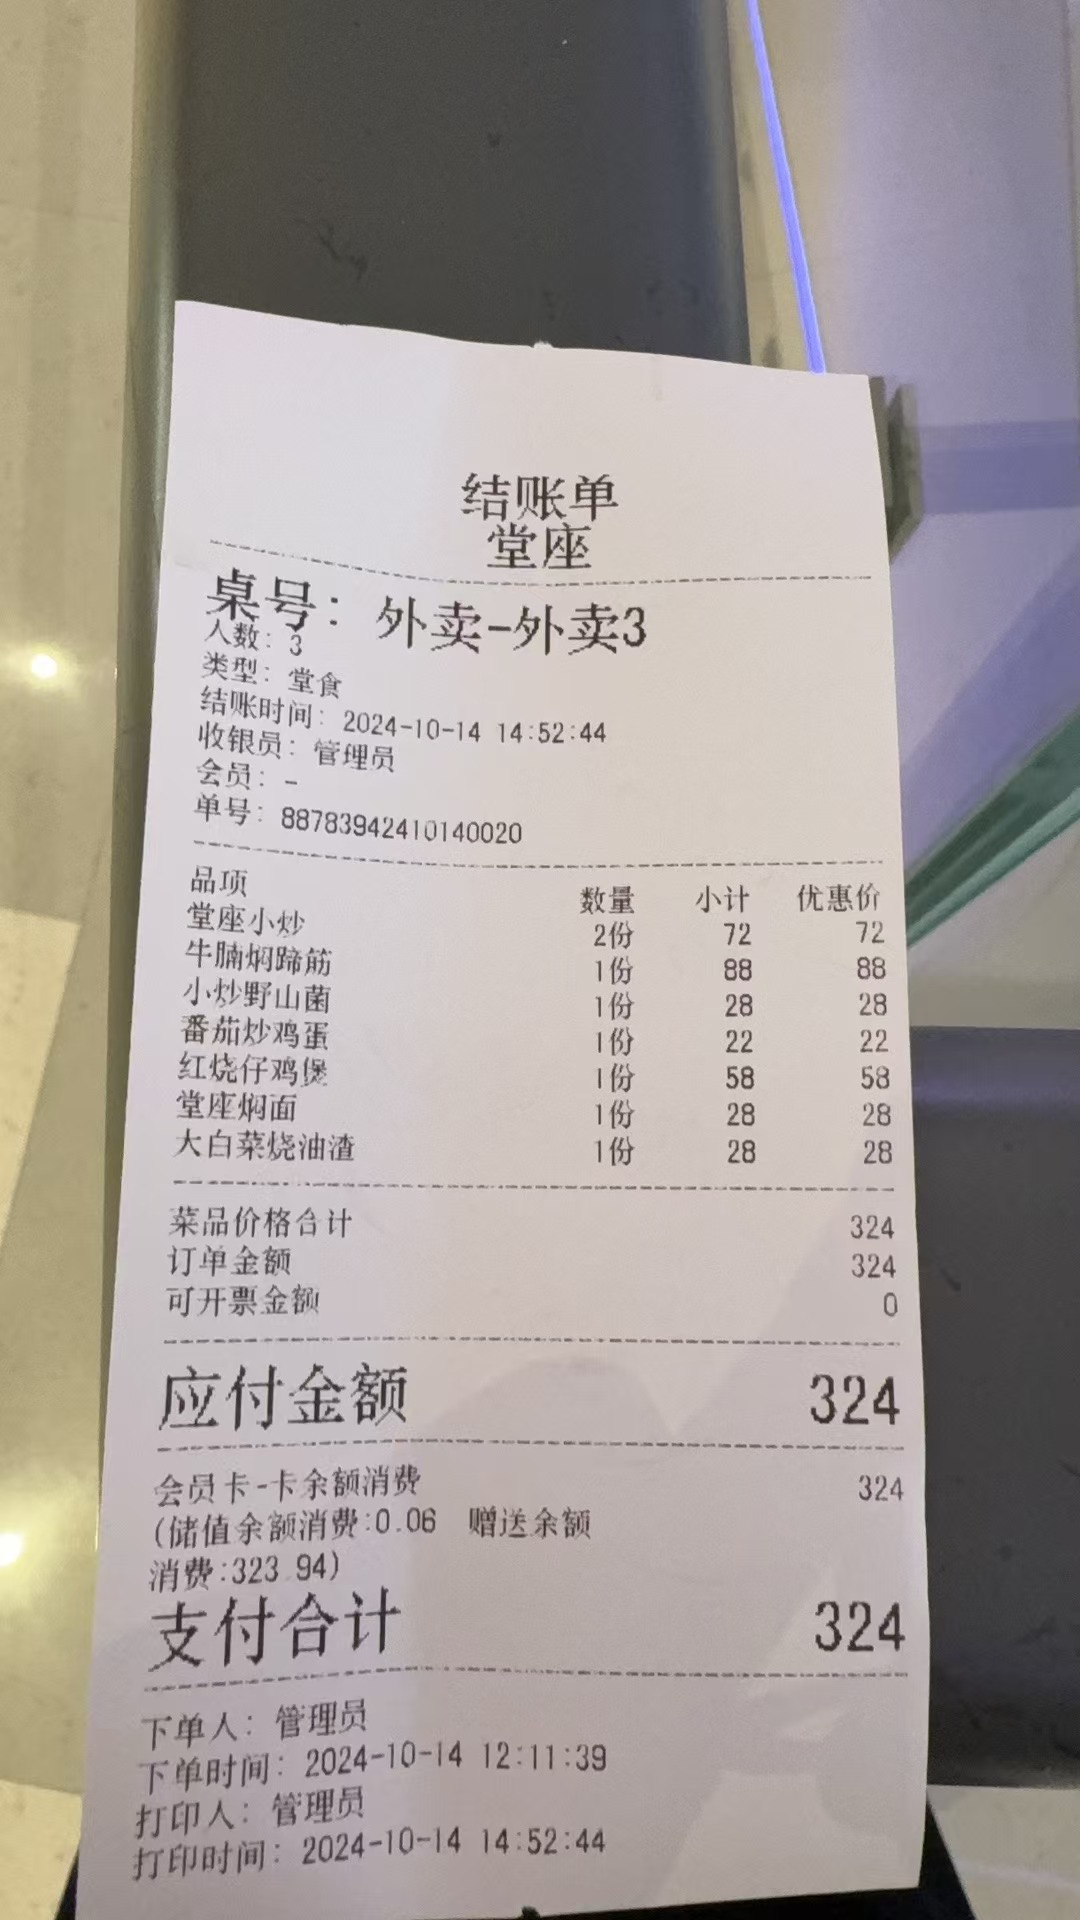 结账单
堂座
桌号：外卖-外卖3
人数：3
类型：堂食
结账时间：2024-10-14 14:52:44
收银员：管理员
会员：-
单号：88783942410140020
品项 数量 小计 优惠价
堂座小炒 2份 72 72
牛腩焖蹄筋 1份 88 88
小炒野山菌 1份 28 28
番茄炒鸡蛋 1份 22 22
红烧仔鸡煲 1份 58 58
堂座焖面 1份 28 28
大白菜烧油渣 1份 28 28
菜品价格合计 324
订单金额 324
可开票金额 0
应付金额 324
会员卡-卡余额消费 324
(储值余额消费:0.06 赠送余额
消费:323.94)
支付合计 324
下单人：管理员
下单时间：2024-10-14 12:11:39
打印人：管理员
打印时间：2024-10-14 14:52:44